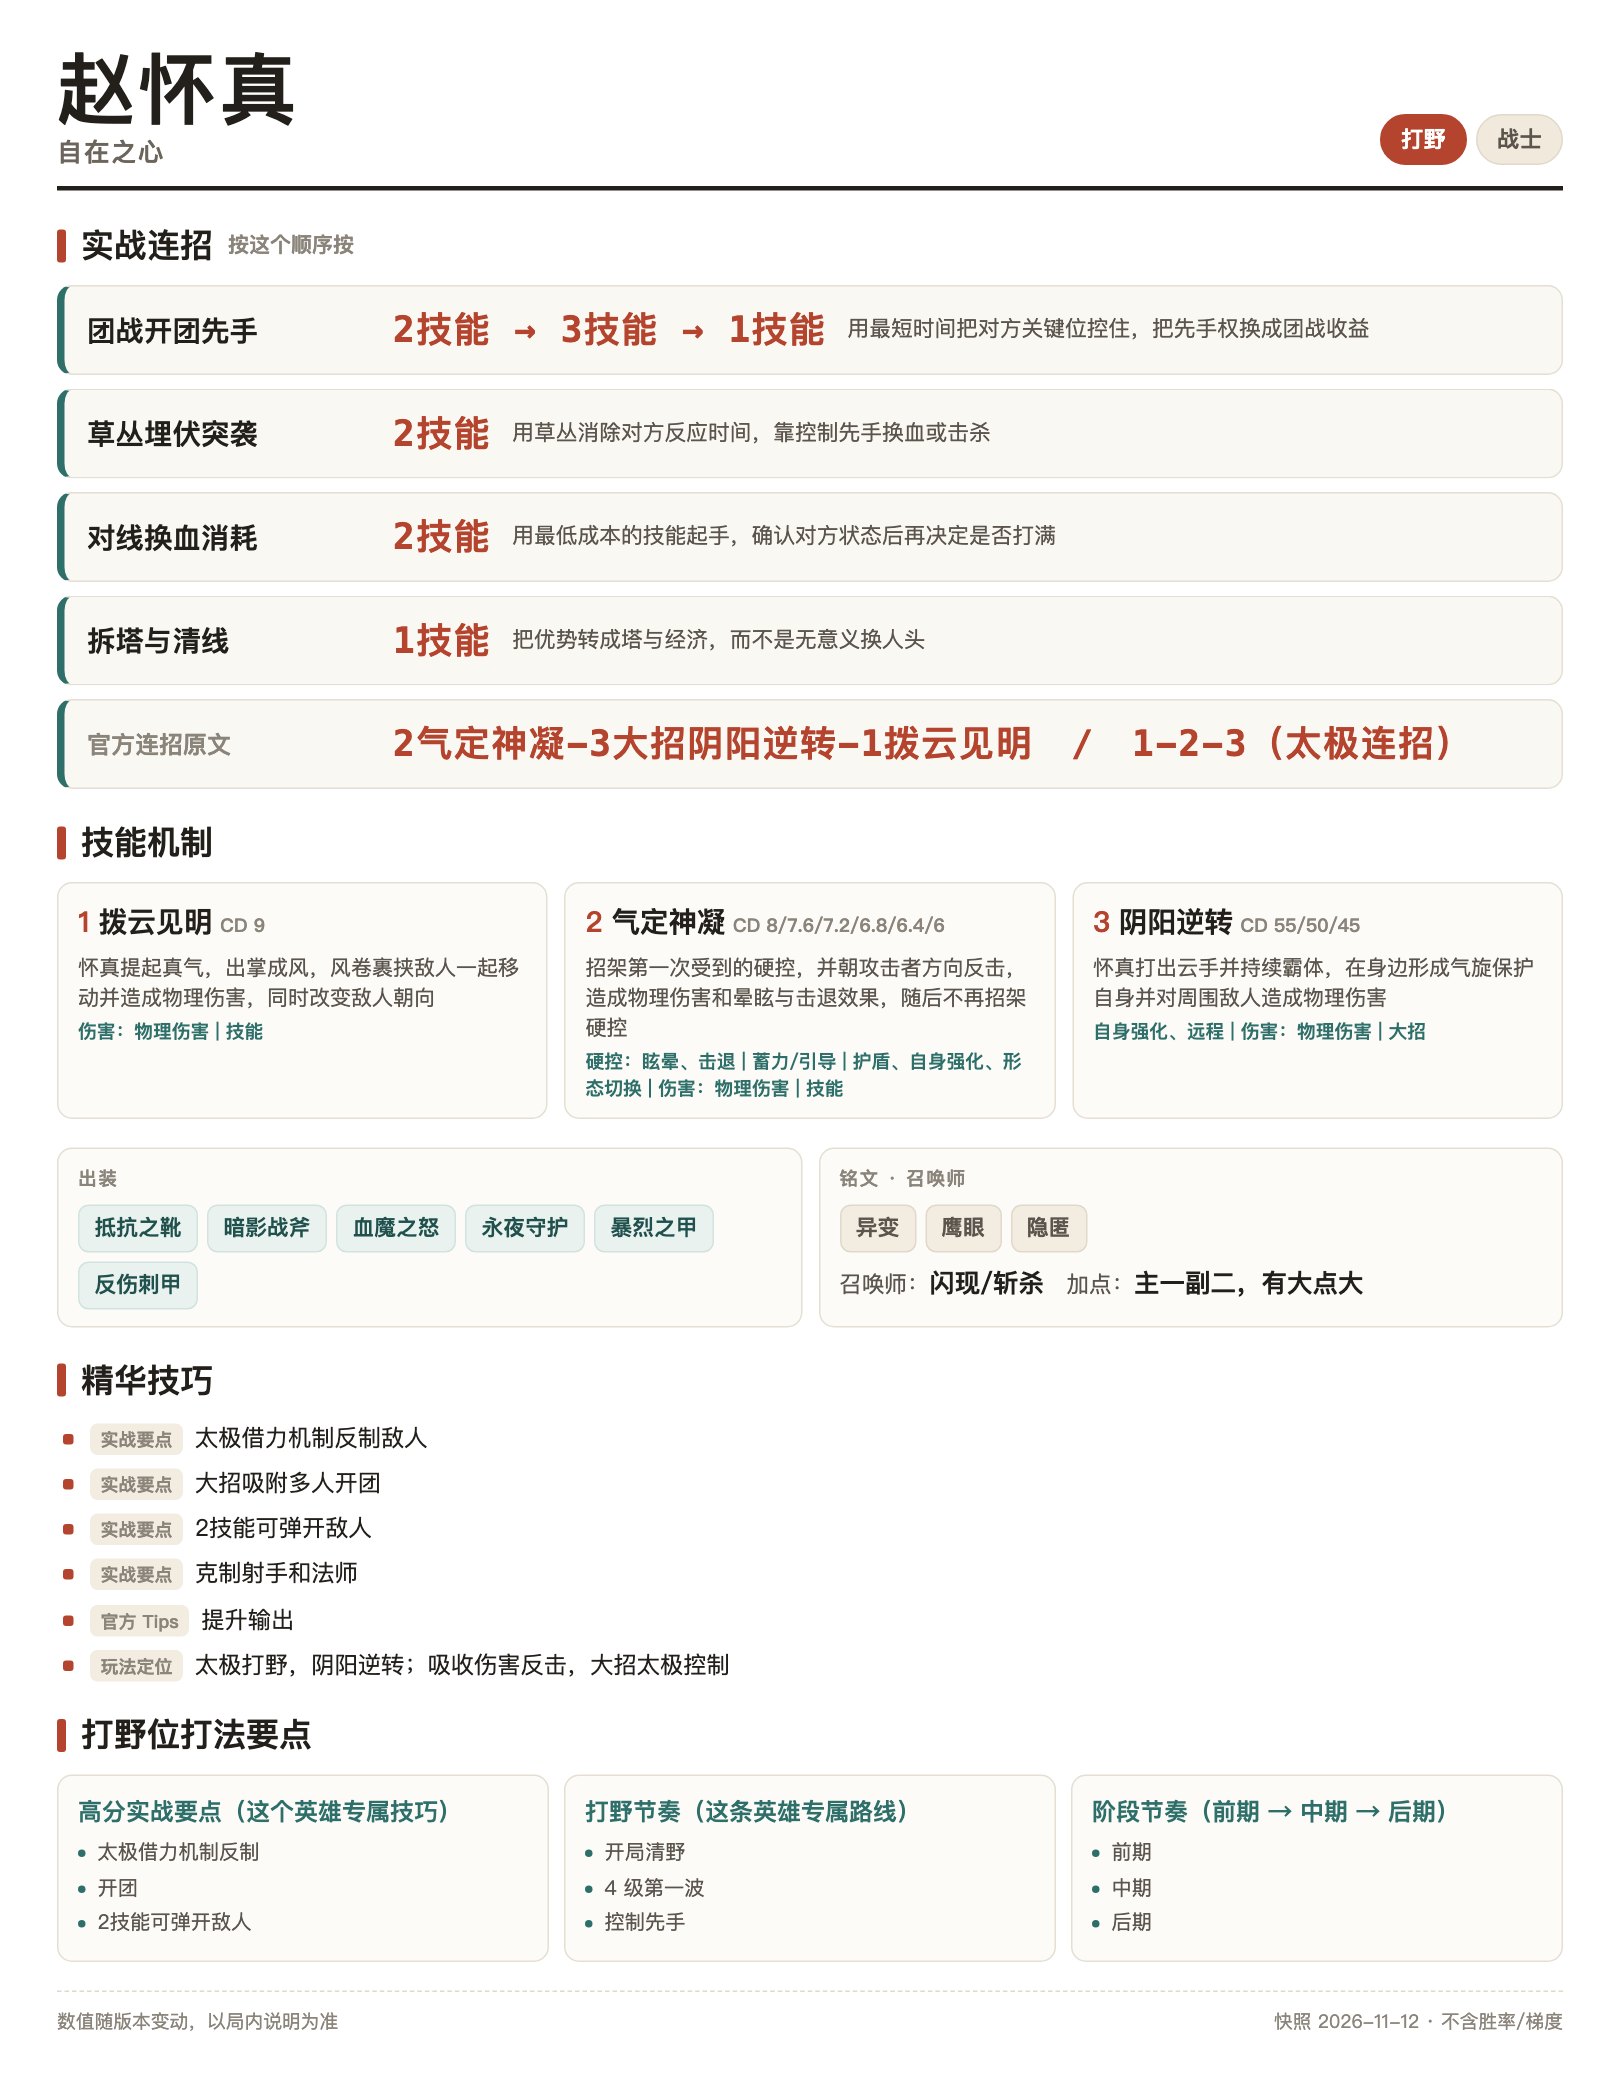 赵怀真
自在之心
打野 战士
实战连招 按这个顺序按
团战开团先手 2技能 → 3技能 → 1技能 用最短时间把对方关键位控住，把先手权换成团战收益
草丛埋伏突袭 2技能 用草丛消除对方反应时间，靠控制先手换血或击杀
对线换血消耗 2技能 用最低成本的技能起手，确认对方状态后再决定是否打满
拆塔与清线 1技能 把优势转成塔与经济，而不是无意义换人头
官方连招原文 2气定神凝-3大招阴阳逆转-1拨云见明 / 1-2-3（太极连招）
技能机制
1 拨云见明 CD 9
怀真提起真气，出掌成风，风卷裹挟敌人一起移
动并造成物理伤害，同时改变敌人朝向
伤害：物理伤害 | 技能
2 气定神凝 CD 8/7.6/7.2/6.8/6.4/6
招架第一次受到的硬控，并朝攻击者方向反击，
造成物理伤害和晕眩与击退效果，随后不再招架
硬控
硬控：眩晕、击退 | 蓄力/引导 | 护盾、自身强化、形
态切换 | 伤害：物理伤害 | 技能
3 阴阳逆转 CD 55/50/45
怀真打出云手并持续霸体，在身边形成气旋保护
自身并对周围敌人造成物理伤害
自身强化、远程 | 伤害：物理伤害 | 大招
出装
抵抗之靴 暗影战斧 血魔之怒 永夜守护 暴烈之甲
反伤刺甲
铭文 · 召唤师
异变 鹰眼 隐匿
召唤师：闪现/斩杀 加点：主一副二，有大点大
精华技巧
实战要点 太极借力机制反制敌人
实战要点 大招吸附多人开团
实战要点 2技能可弹开敌人
实战要点 克制射手和法师
官方 Tips 提升输出
玩法定位 太极打野，阴阳逆转；吸收伤害反击，大招太极控制
打野位打法要点
高分实战要点（这个英雄专属技巧）
太极借力机制反制
开团
2技能可弹开敌人
打野节奏（这条英雄专属路线）
开局清野
4 级第一波
控制先手
阶段节奏（前期 → 中期 → 后期）
前期
中期
后期
数值随版本变动，以局内说明为准
快照 2026-11-12 · 不含胜率/梯度